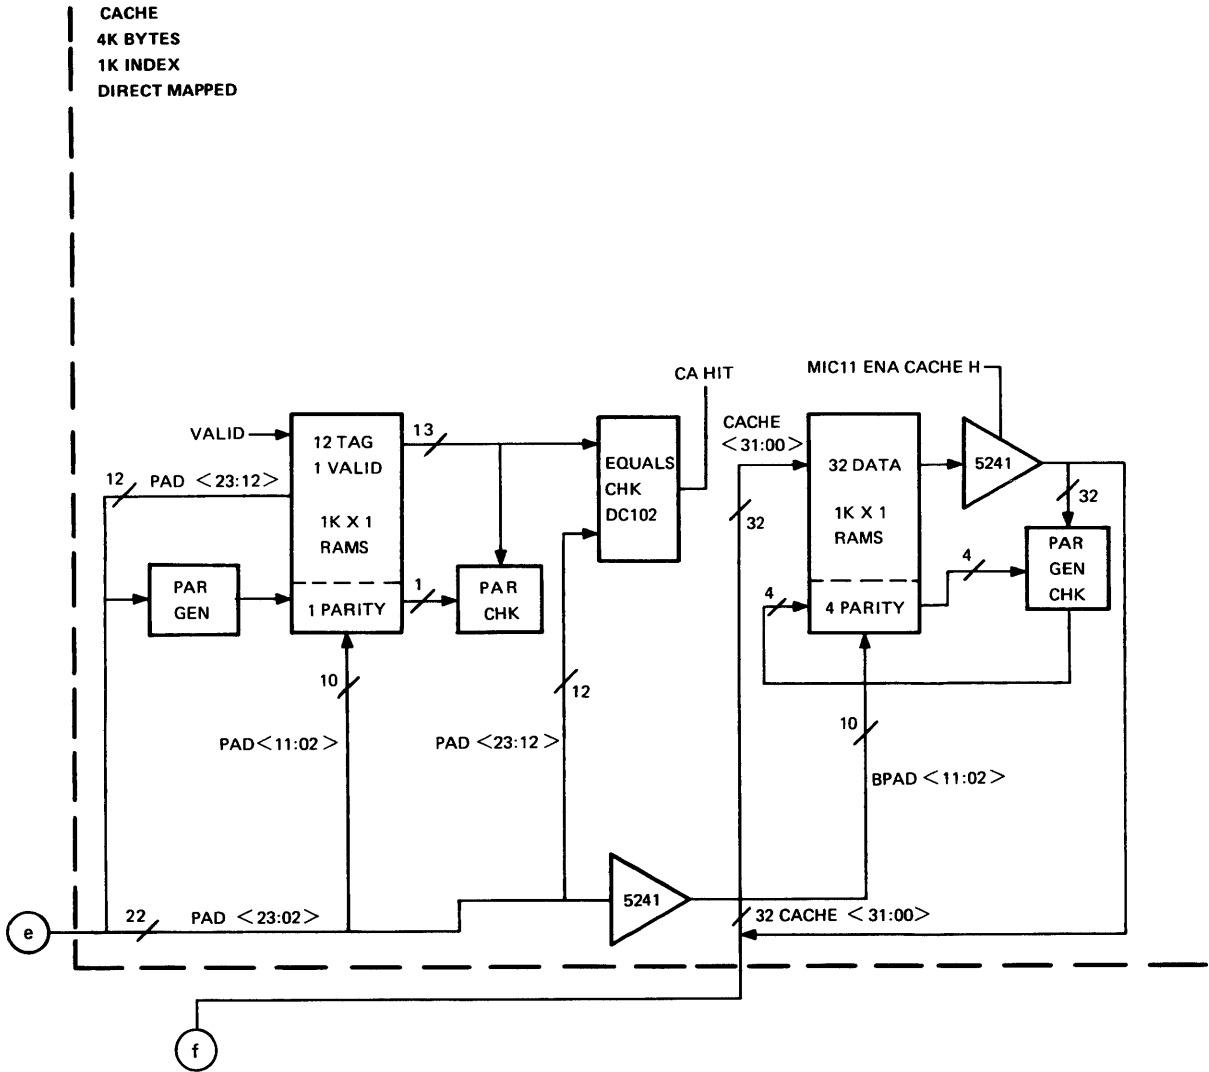 CACHE
4K BYTES
1K INDEX
DIRECT MAPPED
CA HIT
MIC11 ENA CACHE H
VALID
12 TAG
1 VALID
1K X 1
RAMS
1 PARITY
13
12
PAD <23:12>
PAR
GEN
1
PAR
CHK
EQUALS
CHK
DC102
CACHE
<31:00>
32
32 DATA
1K X 1
RAMS
4 PARITY
5241
32
4
4
PAR
GEN
CHK
10
PAD<11:02>
12
PAD <23:12>
10
BPAD <11:02>
5241
e
22
PAD <23:02>
32 CACHE <31:00>
f